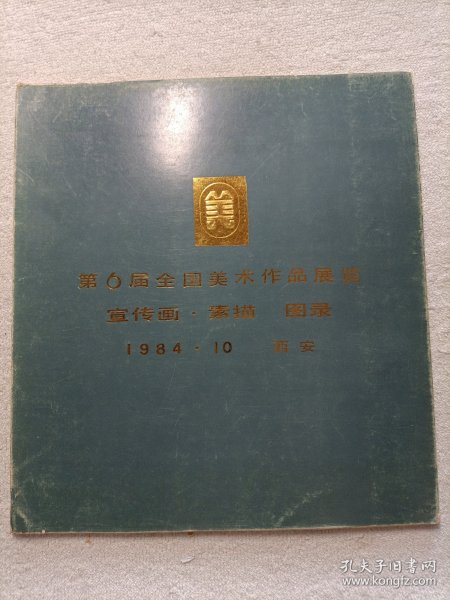 美
第6届全国美术作品展览
宣传画·素描 图录
1984·10 西安
孔夫子旧书网
www.kongfz.com